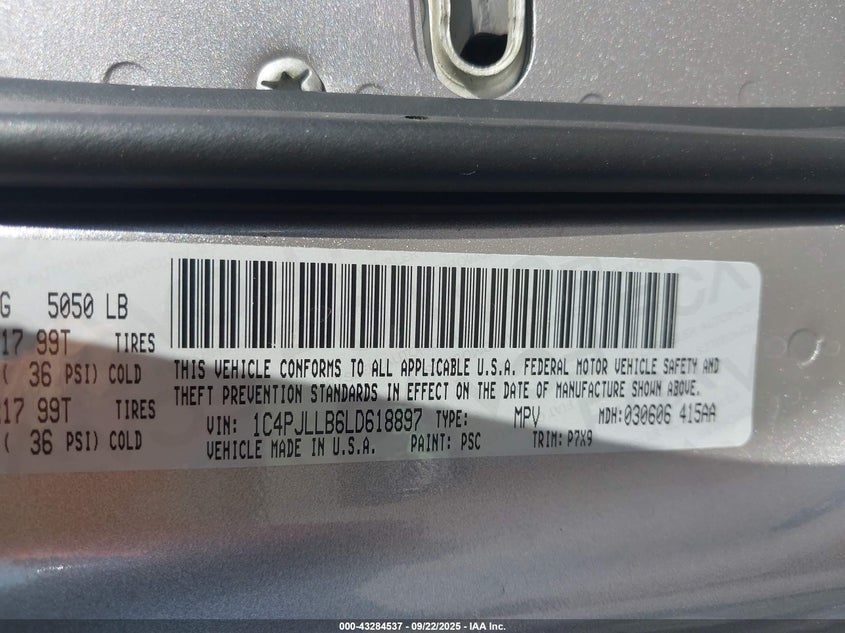 G 5050 LB
17 99T TIRES
( 36 PSI) COLD
17 99T TIRES
( 36 PSI) COLD
THIS VEHICLE CONFORMS TO ALL APPLICABLE U.S.A. FEDERAL MOTOR VEHICLE SAFETY AND
THEFT PREVENTION STANDARDS IN EFFECT ON THE DATE OF MANUFACTURE SHOWN ABOVE.
VIN: 1C4PJLLB6LD618897 TYPE: MPV MDH:030606 415AA
VEHICLE MADE IN U.S.A. PAINT: PSC TRIM: P7X9
000-43284537 - 09/22/2025 - IAA Inc.